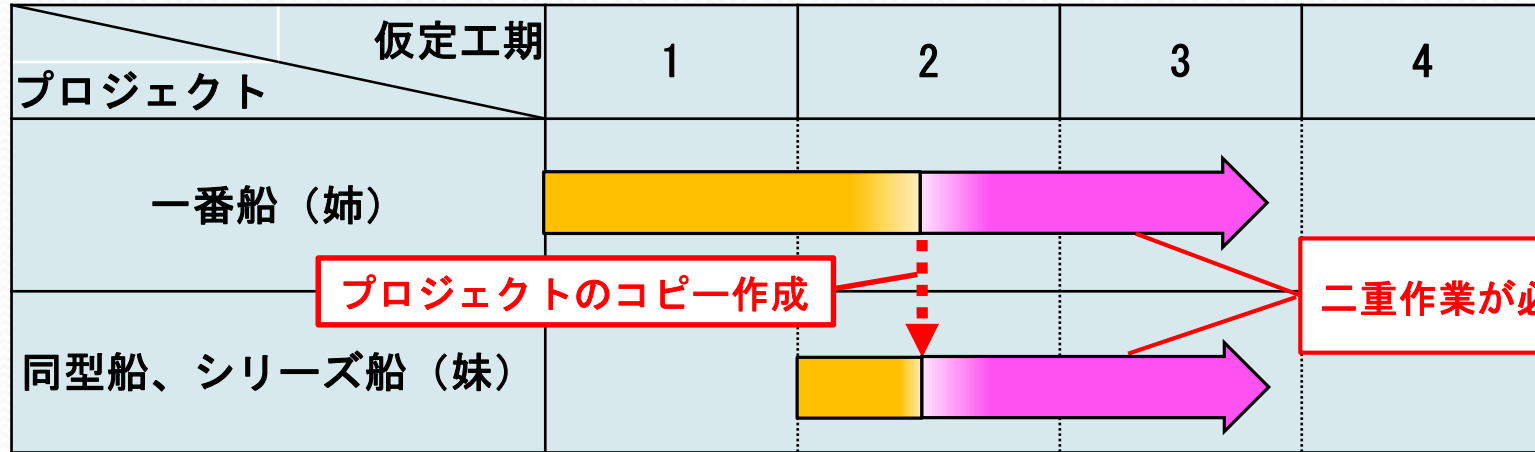 仮定工期
プロジェクト
1
2
3
4
一番船（姉）
プロジェクトのコピー作成
二重作業が
同型船、シリーズ船（妹）